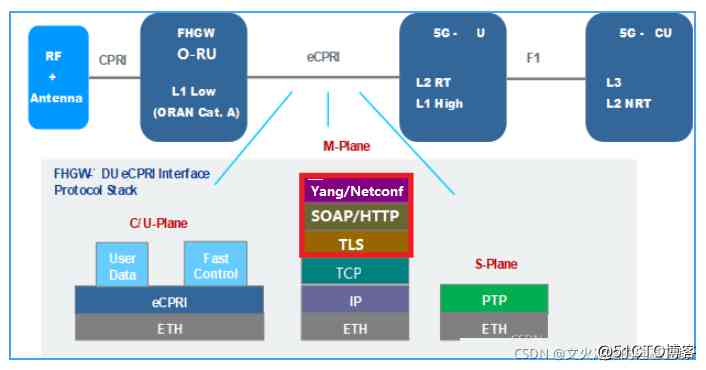 RF
+
Antenna
CPRI
FHGW
O-RU
L1 Low
(ORAN Cat. A)
eCPRI
5G - U
L2 RT
L1 High
F1
5G - CU
L3
L2 NRT
M-Plane
FHGW- DU eCPRI Interface
Protocol Stack
C/U-Plane
User
Data
Fast
Control
eCPRI
ETH
Yang/Netconf
SOAP/HTTP
TLS
TCP
IP
ETH
S-Plane
PTP
ETH
CSDN @文火
@51CTO博客